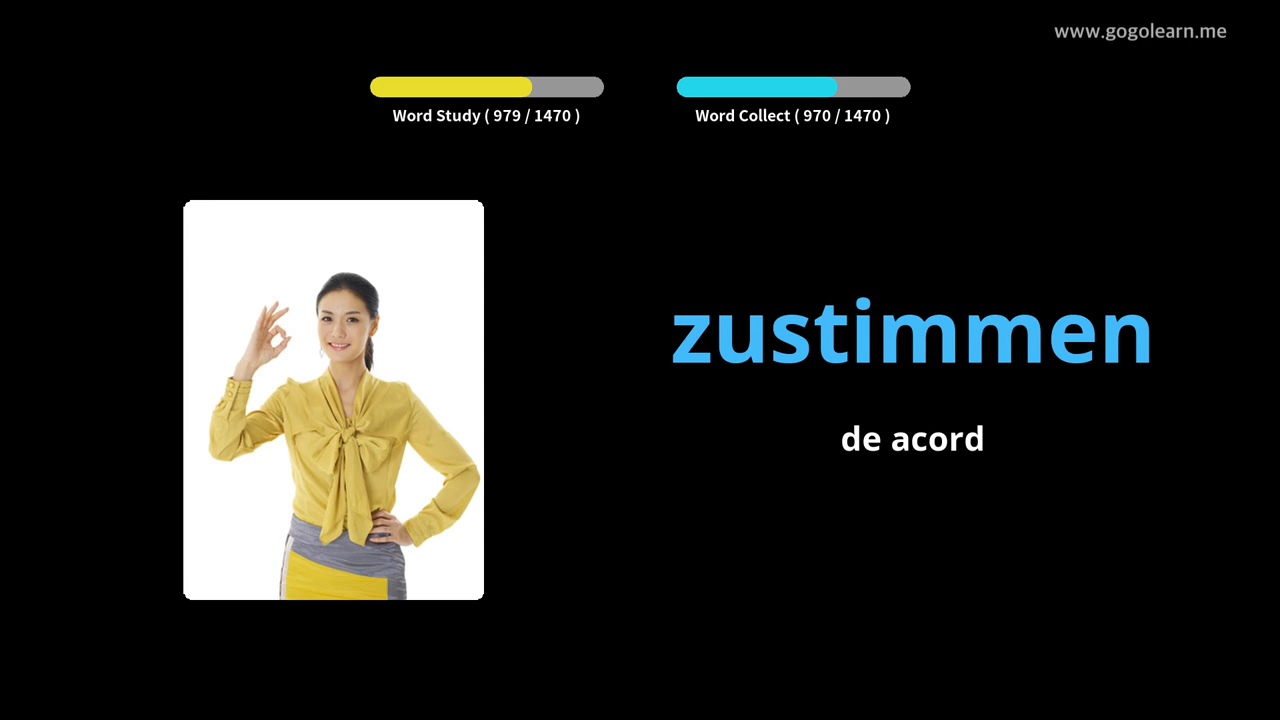 www.gogolearn.me
Word Study ( 979 / 1470 )
Word Collect ( 970 / 1470 )
zustimmen
de acord